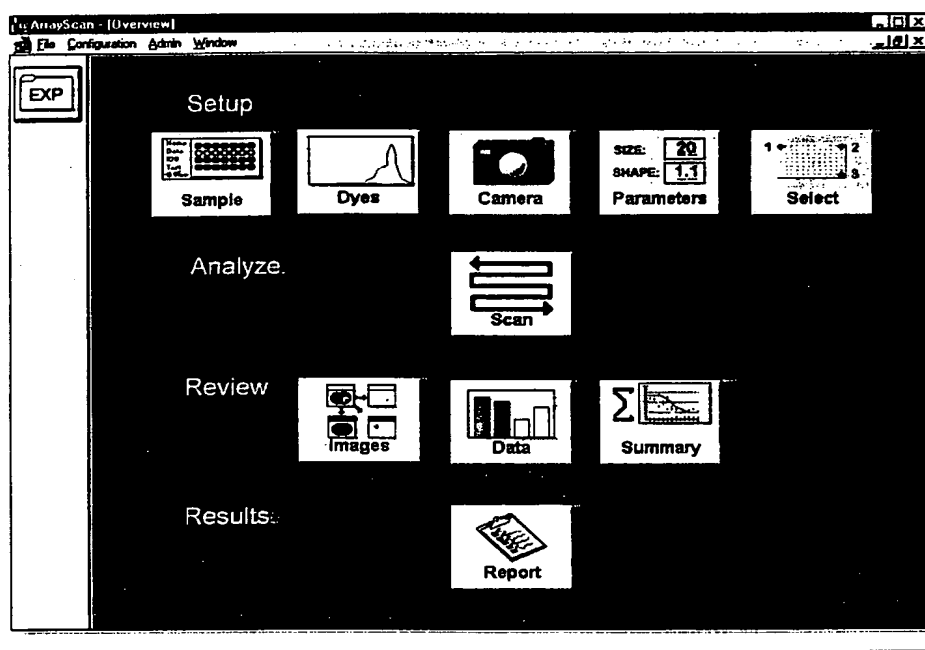 ArrayScan - [Overview]
File Configuration Admin Window
EXP
Setup
Sample
Dyes
Camera
SIZE: 20
SHAPE: 1.1
Parameters
1 2
3
Select
Analyze.
Scan
Review
Images
Data
Σ
Summary
Results
Report